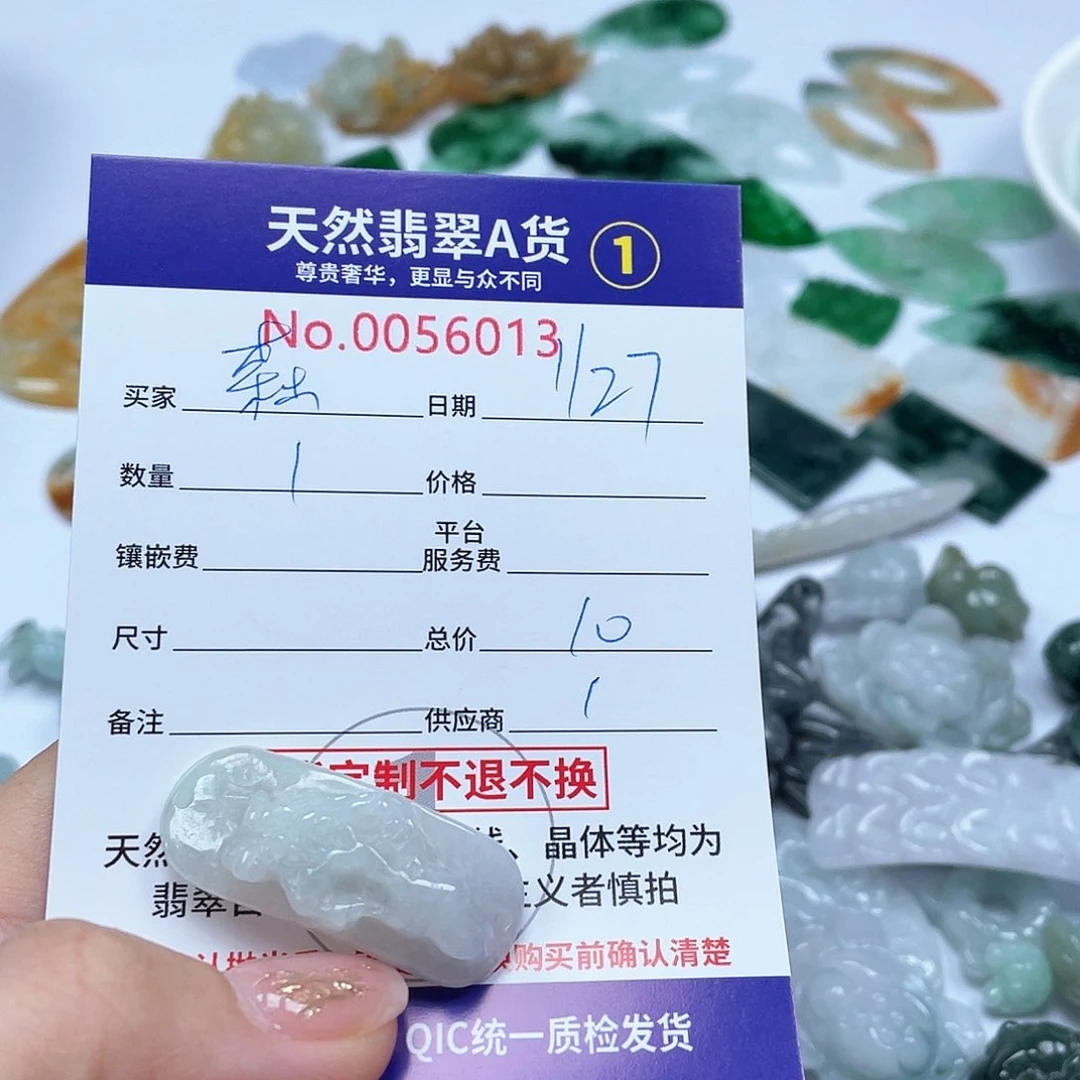 天然翡翠A货 1
尊贵奢华，更显与众不同
No.0056013
买家 日期 1/27
数量 1 价格
镶嵌费 平台服务费
尺寸 总价 10
备注 供应商 1
定制不退不换
天然 、晶体等均为
翡翠 主义者慎拍
购买前确认清楚
QIC统一质检发货